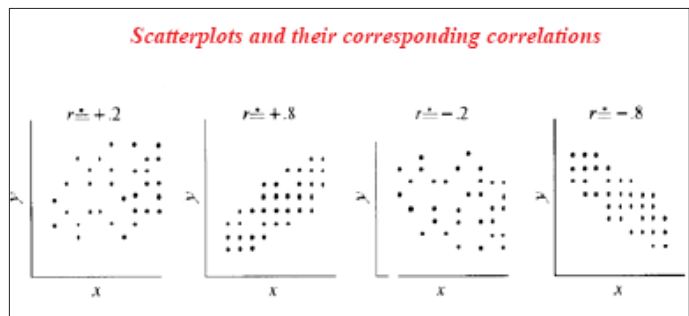 Scatterplots and their corresponding correlations
r ≐ +.2
r ≐ +.8
r ≐ -.2
r ≐ -.8
y
y
y
y
x
x
x
x